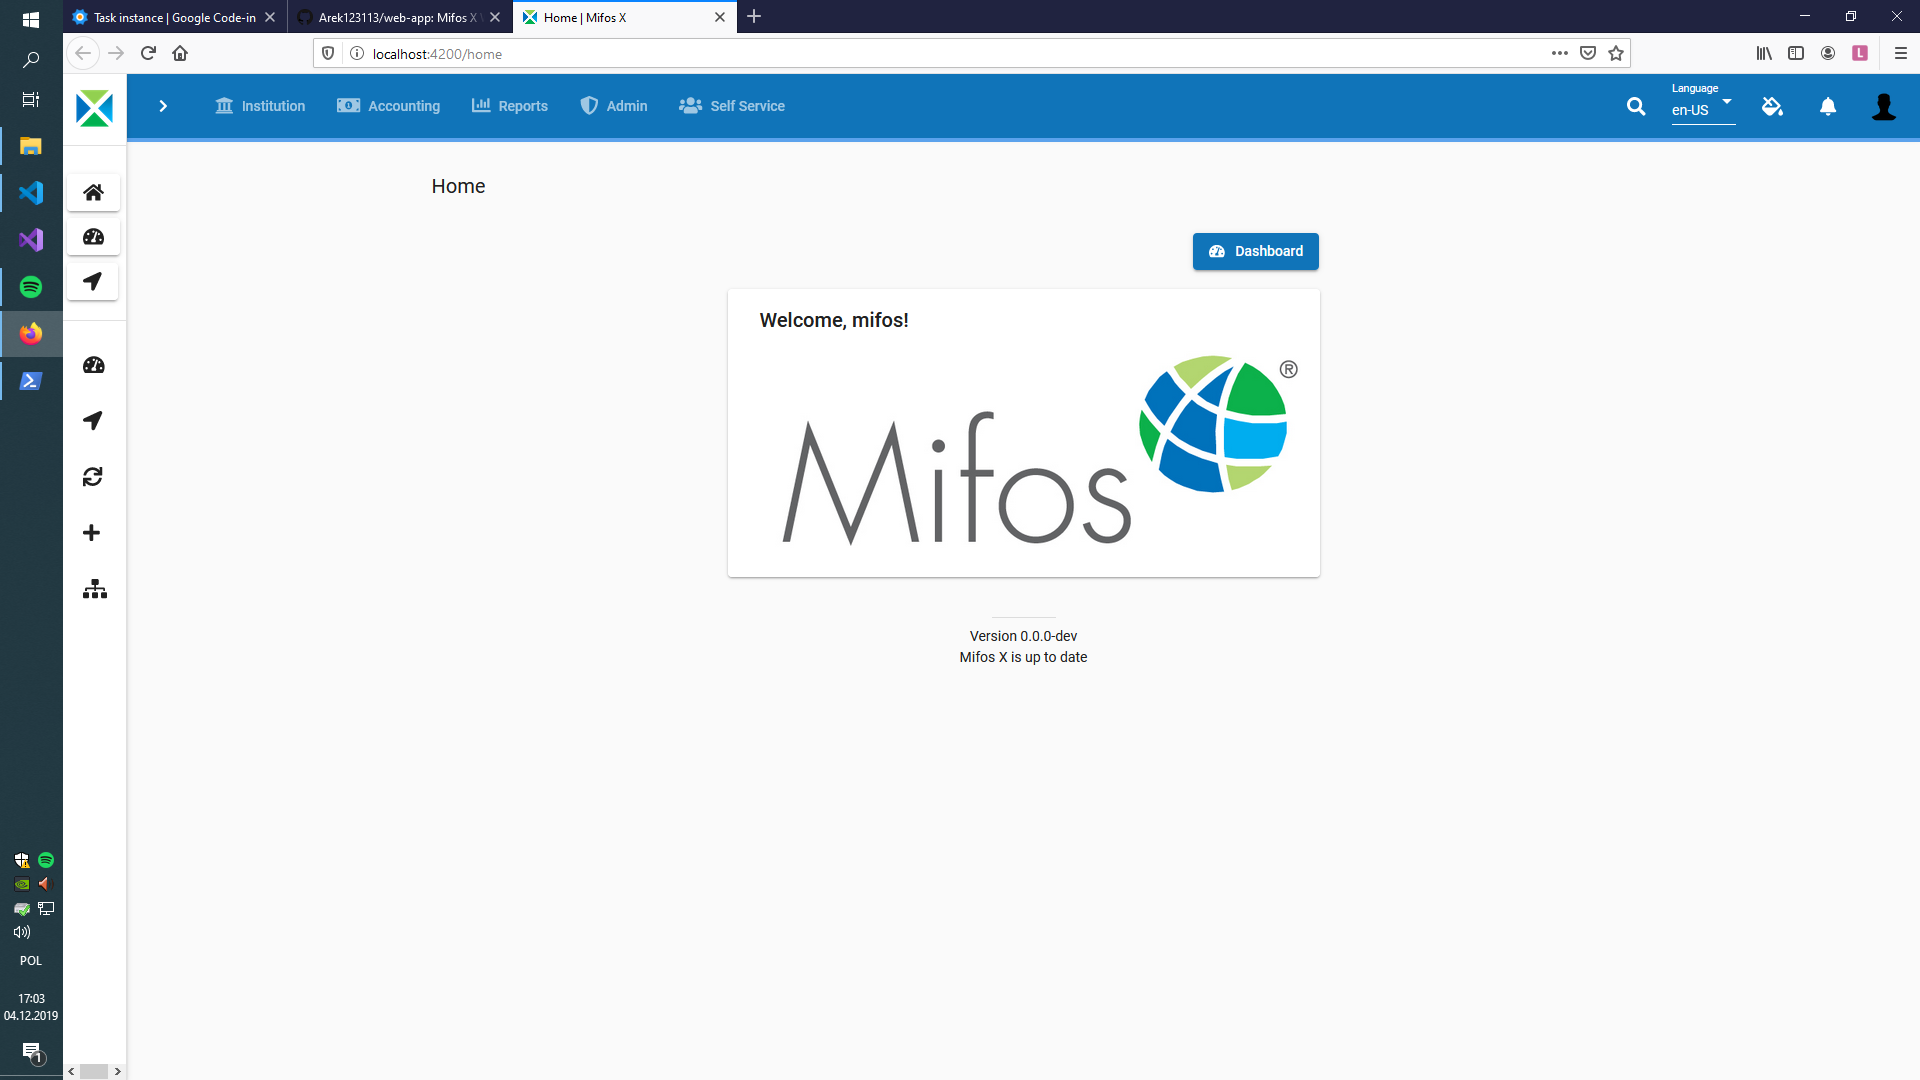 Task instance | Google Code-in
Arek123113/web-app: Mifos X
Home | Mifos X
localhost:4200/home
L
Institution
Accounting
Reports
Admin
Self Service
Language
en-US
Home
Dashboard
Welcome, mifos!
Mifos®
Version 0.0.0-dev
Mifos X is up to date
POL
17:03
04.12.2019
1